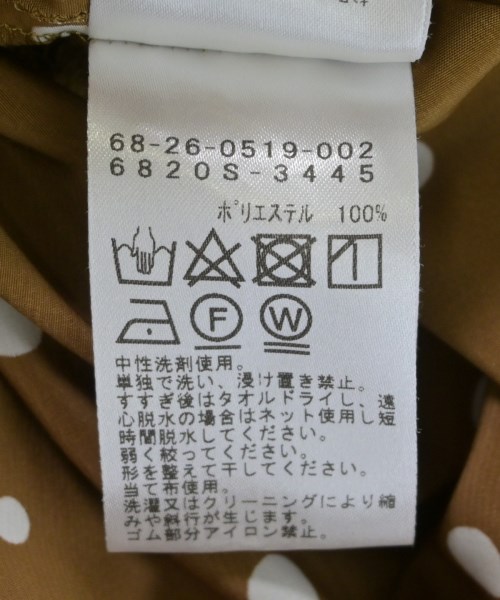 68-26-0519-002
6820S-3445
ポリエステル 100%
F W
中性洗剤使用。
単独で洗い、浸け置き禁止。
すすぎ後はタオルドライし、遠
心脱水の場合はネット使用し短
時間脱水してください。
弱く絞ってください。
形を整えて干してください。
当て布使用。
洗濯又はクリーニングにより縮
みや斜行が生じます。
ゴム部分アイロン禁止。